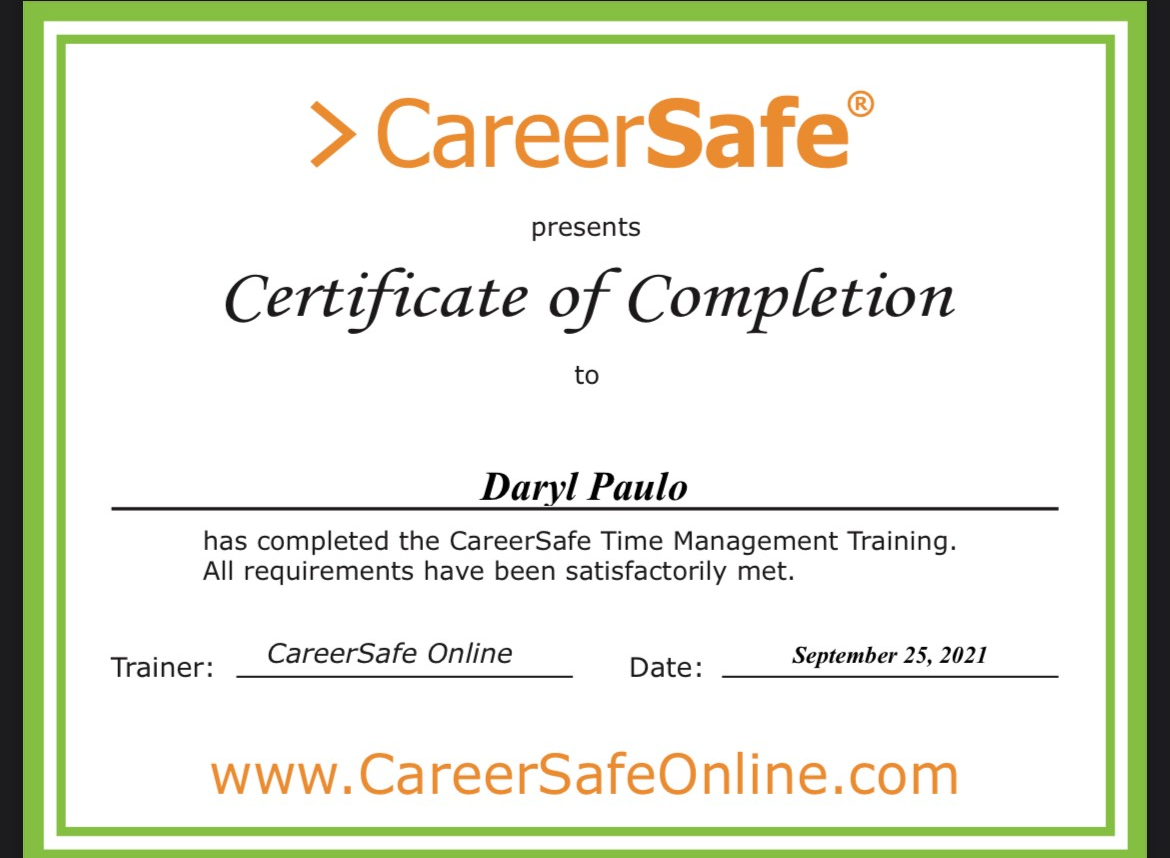 > CareerSafe®
presents
Certificate of Completion
to
Daryl Paulo
has completed the CareerSafe Time Management Training.
All requirements have been satisfactorily met.
Trainer: CareerSafe Online Date: September 25, 2021
www.CareerSafeOnline.com